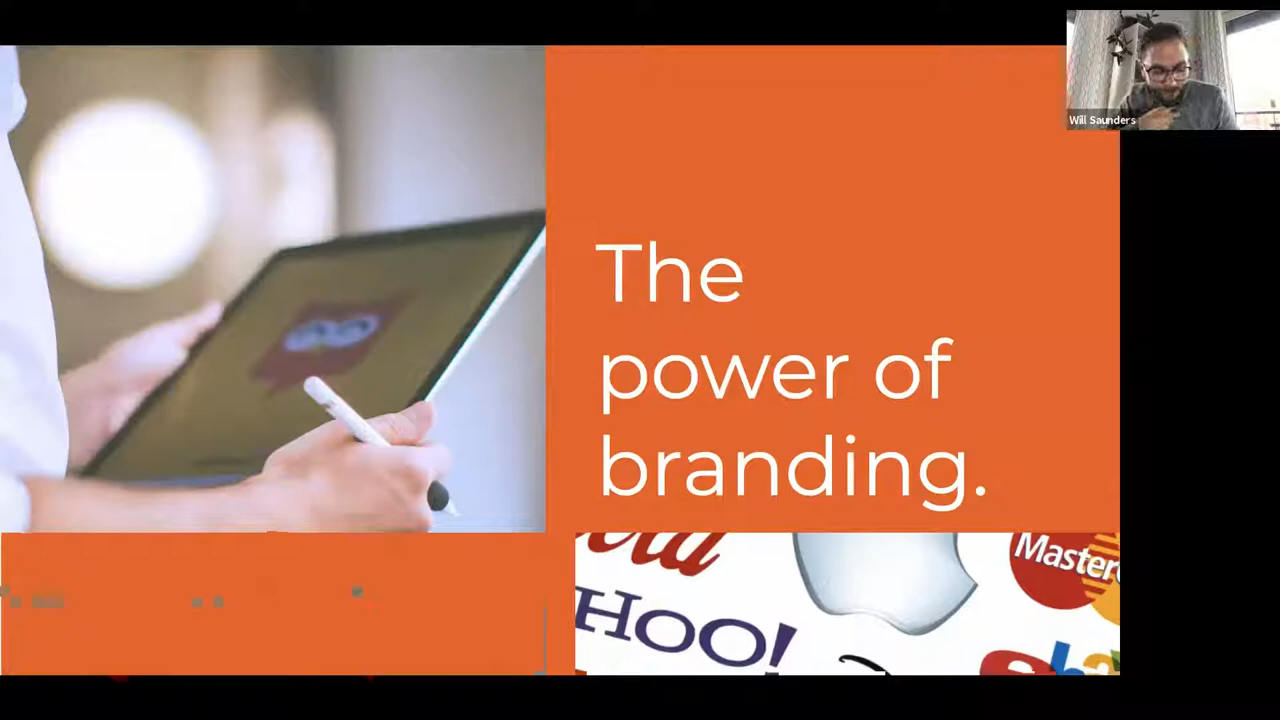 Will Saunders
The
power of
branding.
HOO!
Master